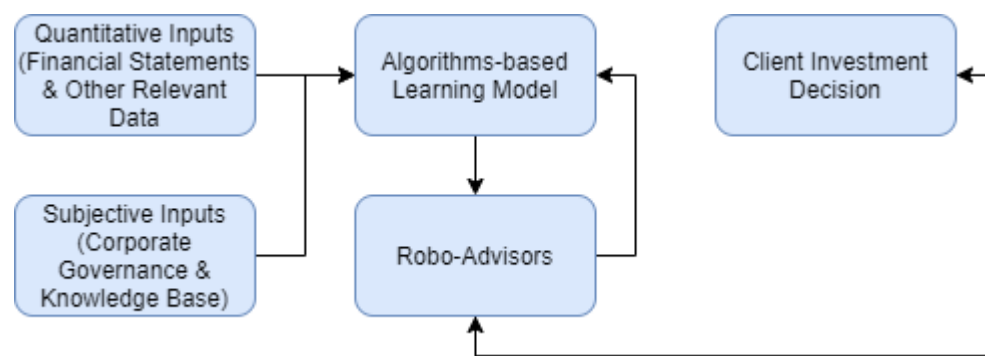 Quantitative Inputs
(Financial Statements
& Other Relevant
Data
Algorithms-based
Learning Model
Client Investment
Decision
Subjective Inputs
(Corporate
Governance &
Knowledge Base)
Robo-Advisors